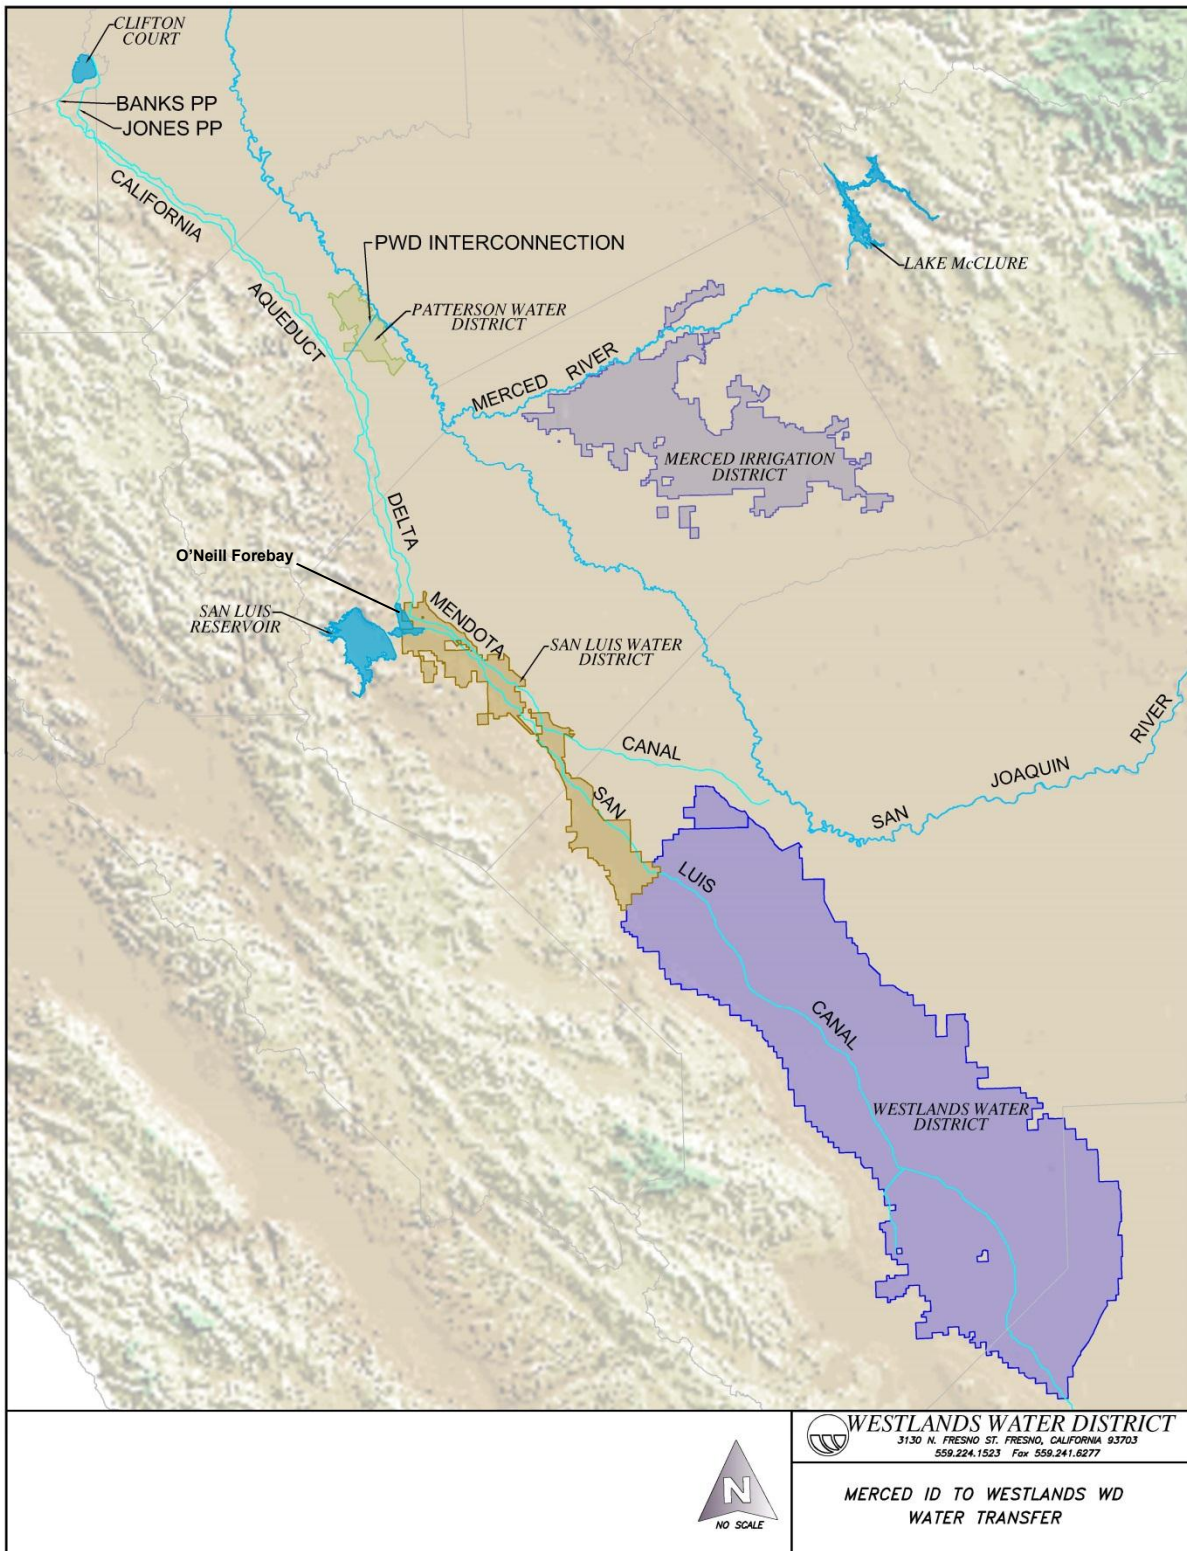 CLIFTON
COURT
BANKS PP
JONES PP
CALIFORNIA
AQUEDUCT
PWD INTERCONNECTION
PATTERSON WATER
DISTRICT
LAKE McCLURE
MERCED RIVER
MERCED IRRIGATION
DISTRICT
DELTA
O'Neill Forebay
SAN LUIS
RESERVOIR
MENDOTA
SAN LUIS WATER
DISTRICT
CANAL
SAN JOAQUIN RIVER
SAN
LUIS
CANAL
WESTLANDS WATER
DISTRICT
N
NO SCALE
WESTLANDS WATER DISTRICT
3130 N. FRESNO ST. FRESNO, CALIFORNIA 93703
559.224.1523 Fax 559.241.6277
MERCED ID TO WESTLANDS WD
WATER TRANSFER